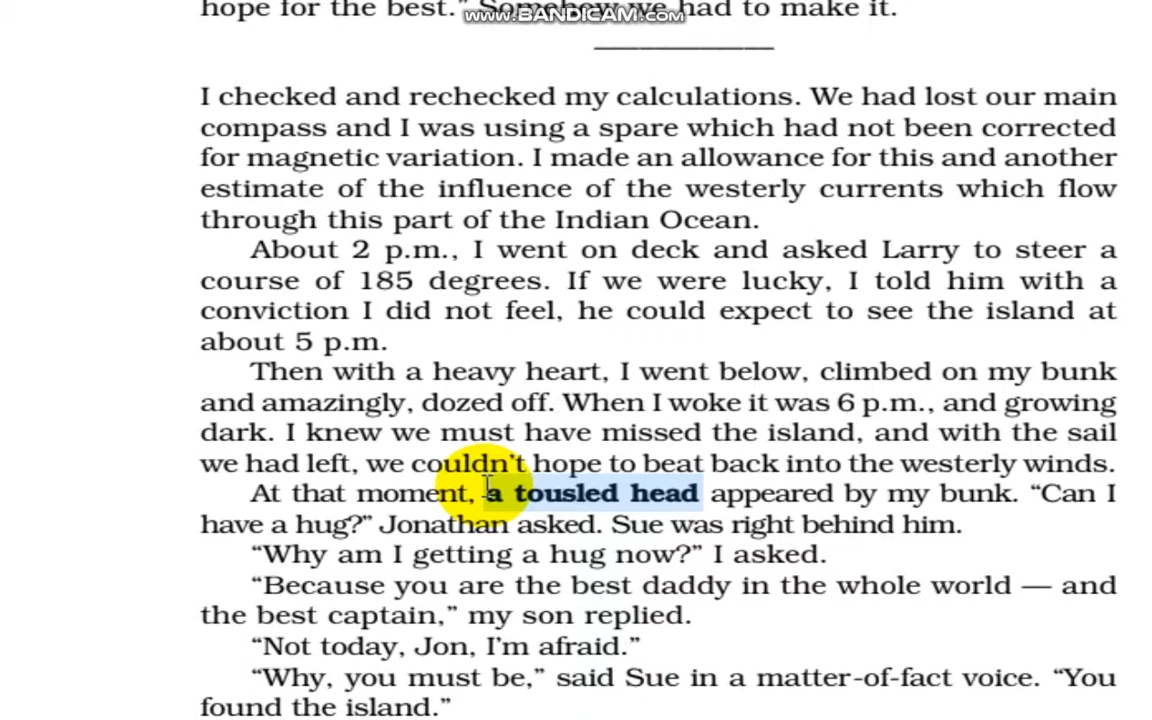 hope for the best." Somehow we had to make it.
www.BANDICAM.com
I checked and rechecked my calculations. We had lost our main
compass and I was using a spare which had not been corrected
for magnetic variation. I made an allowance for this and another
estimate of the influence of the westerly currents which flow
through this part of the Indian Ocean.
About 2 p.m., I went on deck and asked Larry to steer a
course of 185 degrees. If we were lucky, I told him with a
conviction I did not feel, he could expect to see the island at
about 5 p.m.
Then with a heavy heart, I went below, climbed on my bunk
and amazingly, dozed off. When I woke it was 6 p.m., and growing
dark. I knew we must have missed the island, and with the sail
we had left, we couldn't hope to beat back into the westerly winds.
At that moment, a tousled head appeared by my bunk. “Can I
have a hug?” Jonathan asked. Sue was right behind him.
“Why am I getting a hug now?” I asked.
“Because you are the best daddy in the whole world — and
the best captain,” my son replied.
“Not today, Jon, I'm afraid.”
“Why, you must be,” said Sue in a matter-of-fact voice. “You
found the island.”